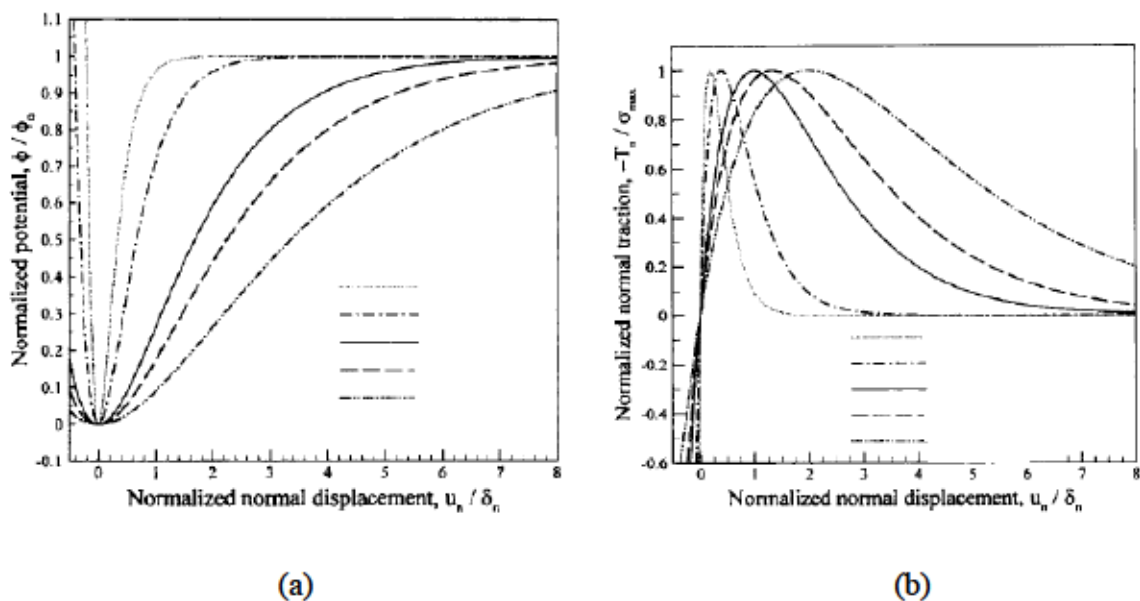 1.1
1
0.9
0.8
0.7
0.6
0.5
0.4
0.3
0.2
0.1
0
-0.1
Normalized potential, ϕ / ϕₙ
0 1 2 3 4 5 6 7 8
Normalized normal displacement, uₙ / δₙ
(a)
1
0.8
0.6
0.4
0.2
0
-0.2
-0.4
-0.6
Normalized normal traction, −Tₙ / σₘₐₓ
0 1 2 3 4 5 6 7 8
Normalized normal displacement, uₙ / δₙ
(b)